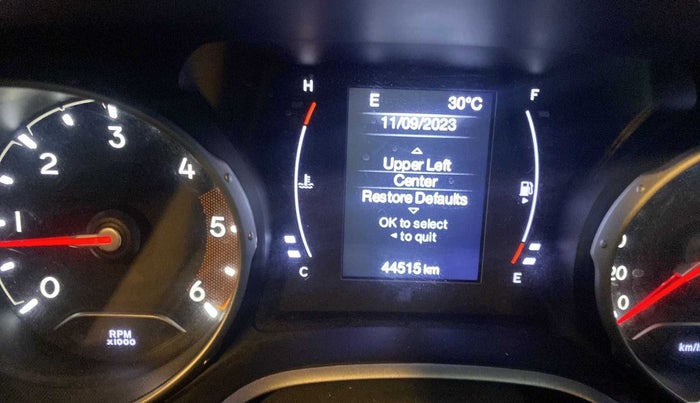 H
F
E 30°C
11/09/2023
Upper Left
Center
Restore Defaults
OK to select
◂ to quit
44515 km
C
E
0
1
2
3
4
5
6
RPM
x1000
20
0
km/h